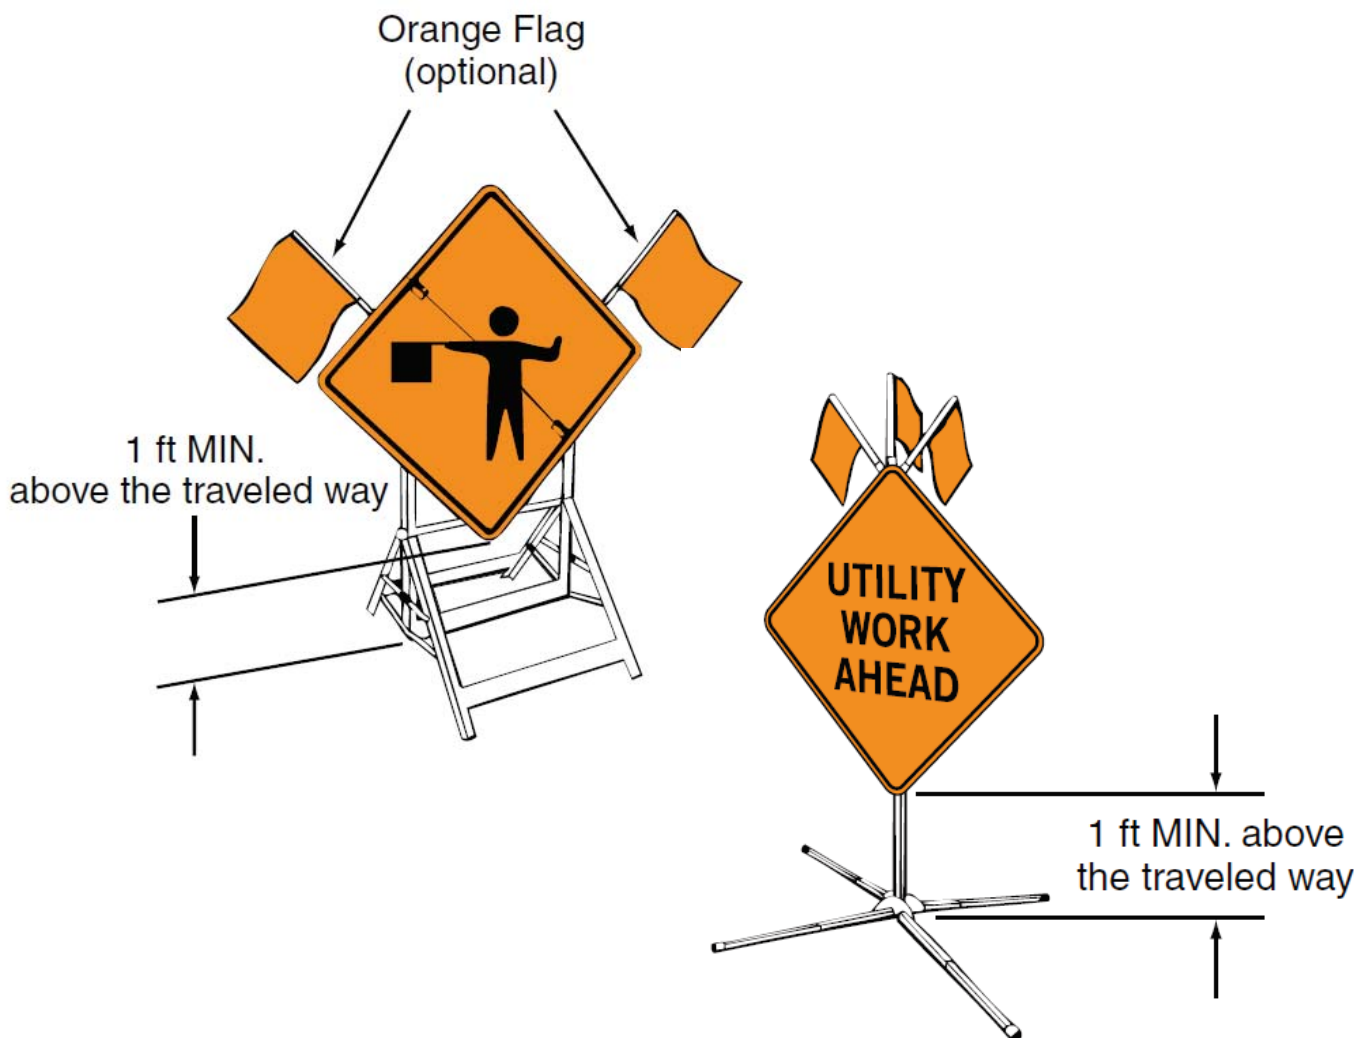 Orange Flag
(optional)
1 ft MIN.
above the traveled way
UTILITY
WORK
AHEAD
1 ft MIN. above
the traveled way